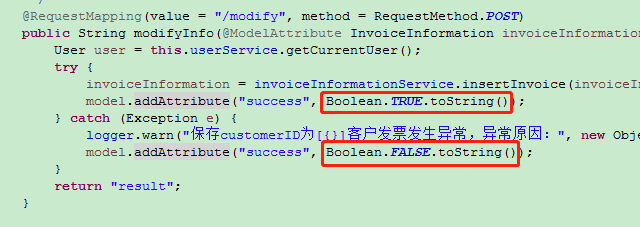 */
@RequestMapping(value = "/modify", method = RequestMethod.POST)
public String modifyInfo(@ModelAttribute InvoiceInformation invoiceInformation
User user = this.userService.getCurrentUser();
try {
invoiceInformation = invoiceInformationService.insertInvoice(invoiceI
model.addAttribute("success", Boolean.TRUE.toString());
} catch (Exception e) {
logger.warn("保存customerID为[{}]客户发票发生异常，异常原因：", new Obje
model.addAttribute("success", Boolean.FALSE.toString());
}
return "result";
}